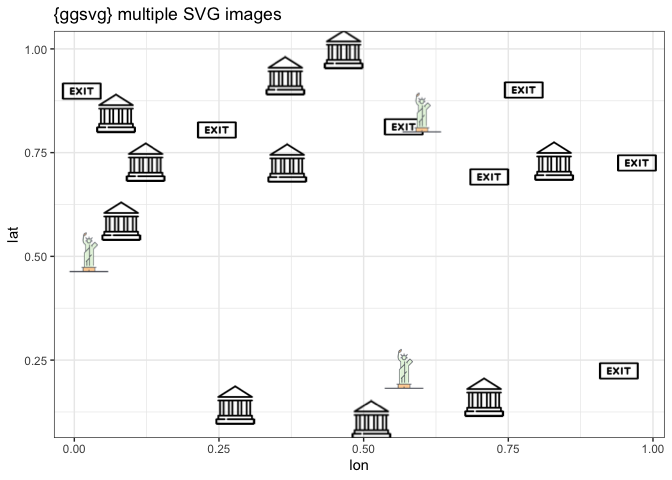 {ggsvg} multiple SVG images
1.00
EXIT
EXIT
EXIT
EXIT
0.75
EXIT
EXIT
lat
0.50
0.25
EXIT
0.00 0.25 0.50 0.75 1.00
lon